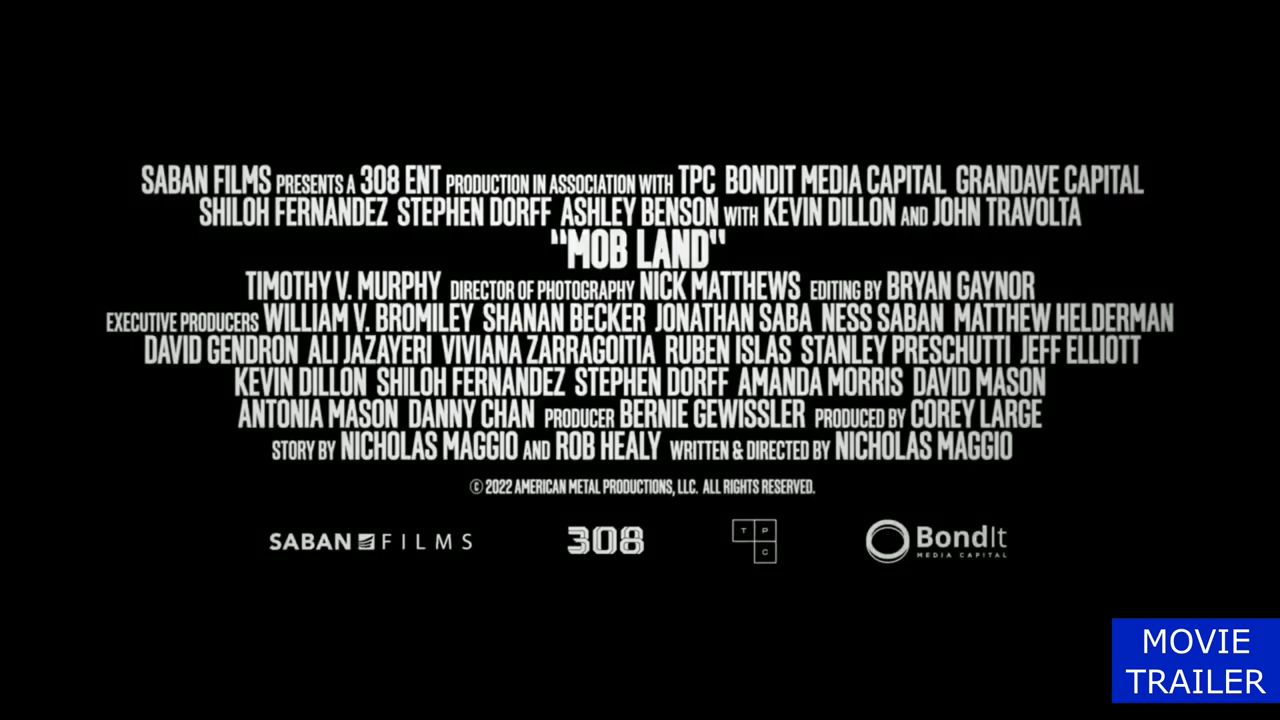 SABAN FILMS PRESENTS A 308 ENT PRODUCTION IN ASSOCIATION WITH TPC BONDIT MEDIA CAPITAL GRANDAVE CAPITAL
SHILOH FERNANDEZ STEPHEN DORFF ASHLEY BENSON WITH KEVIN DILLON AND JOHN TRAVOLTA
"MOB LAND"
TIMOTHY V. MURPHY DIRECTOR OF PHOTOGRAPHY NICK MATTHEWS EDITING BY BRYAN GAYNOR
EXECUTIVE PRODUCERS WILLIAM V. BROMILEY SHANAN BECKER JONATHAN SABA NESS SABAN MATTHEW HELDERMAN
DAVID GENDRON ALI JAZAYERI VIVIANA ZARRAGOITIA RUBEN ISLAS STANLEY PRESCHUTTI JEFF ELLIOTT
KEVIN DILLON SHILOH FERNANDEZ STEPHEN DORFF AMANDA MORRIS DAVID MASON
ANTONIA MASON DANNY CHAN PRODUCER BERNIE GEWISSLER PRODUCED BY COREY LARGE
STORY BY NICHOLAS MAGGIO AND ROB HEALY WRITTEN & DIRECTED BY NICHOLAS MAGGIO
© 2022 AMERICAN METAL PRODUCTIONS, LLC. ALL RIGHTS RESERVED.
SABAN FILMS
308
TP
C
BondIt
MEDIA CAPITAL
MOVIE
TRAILER